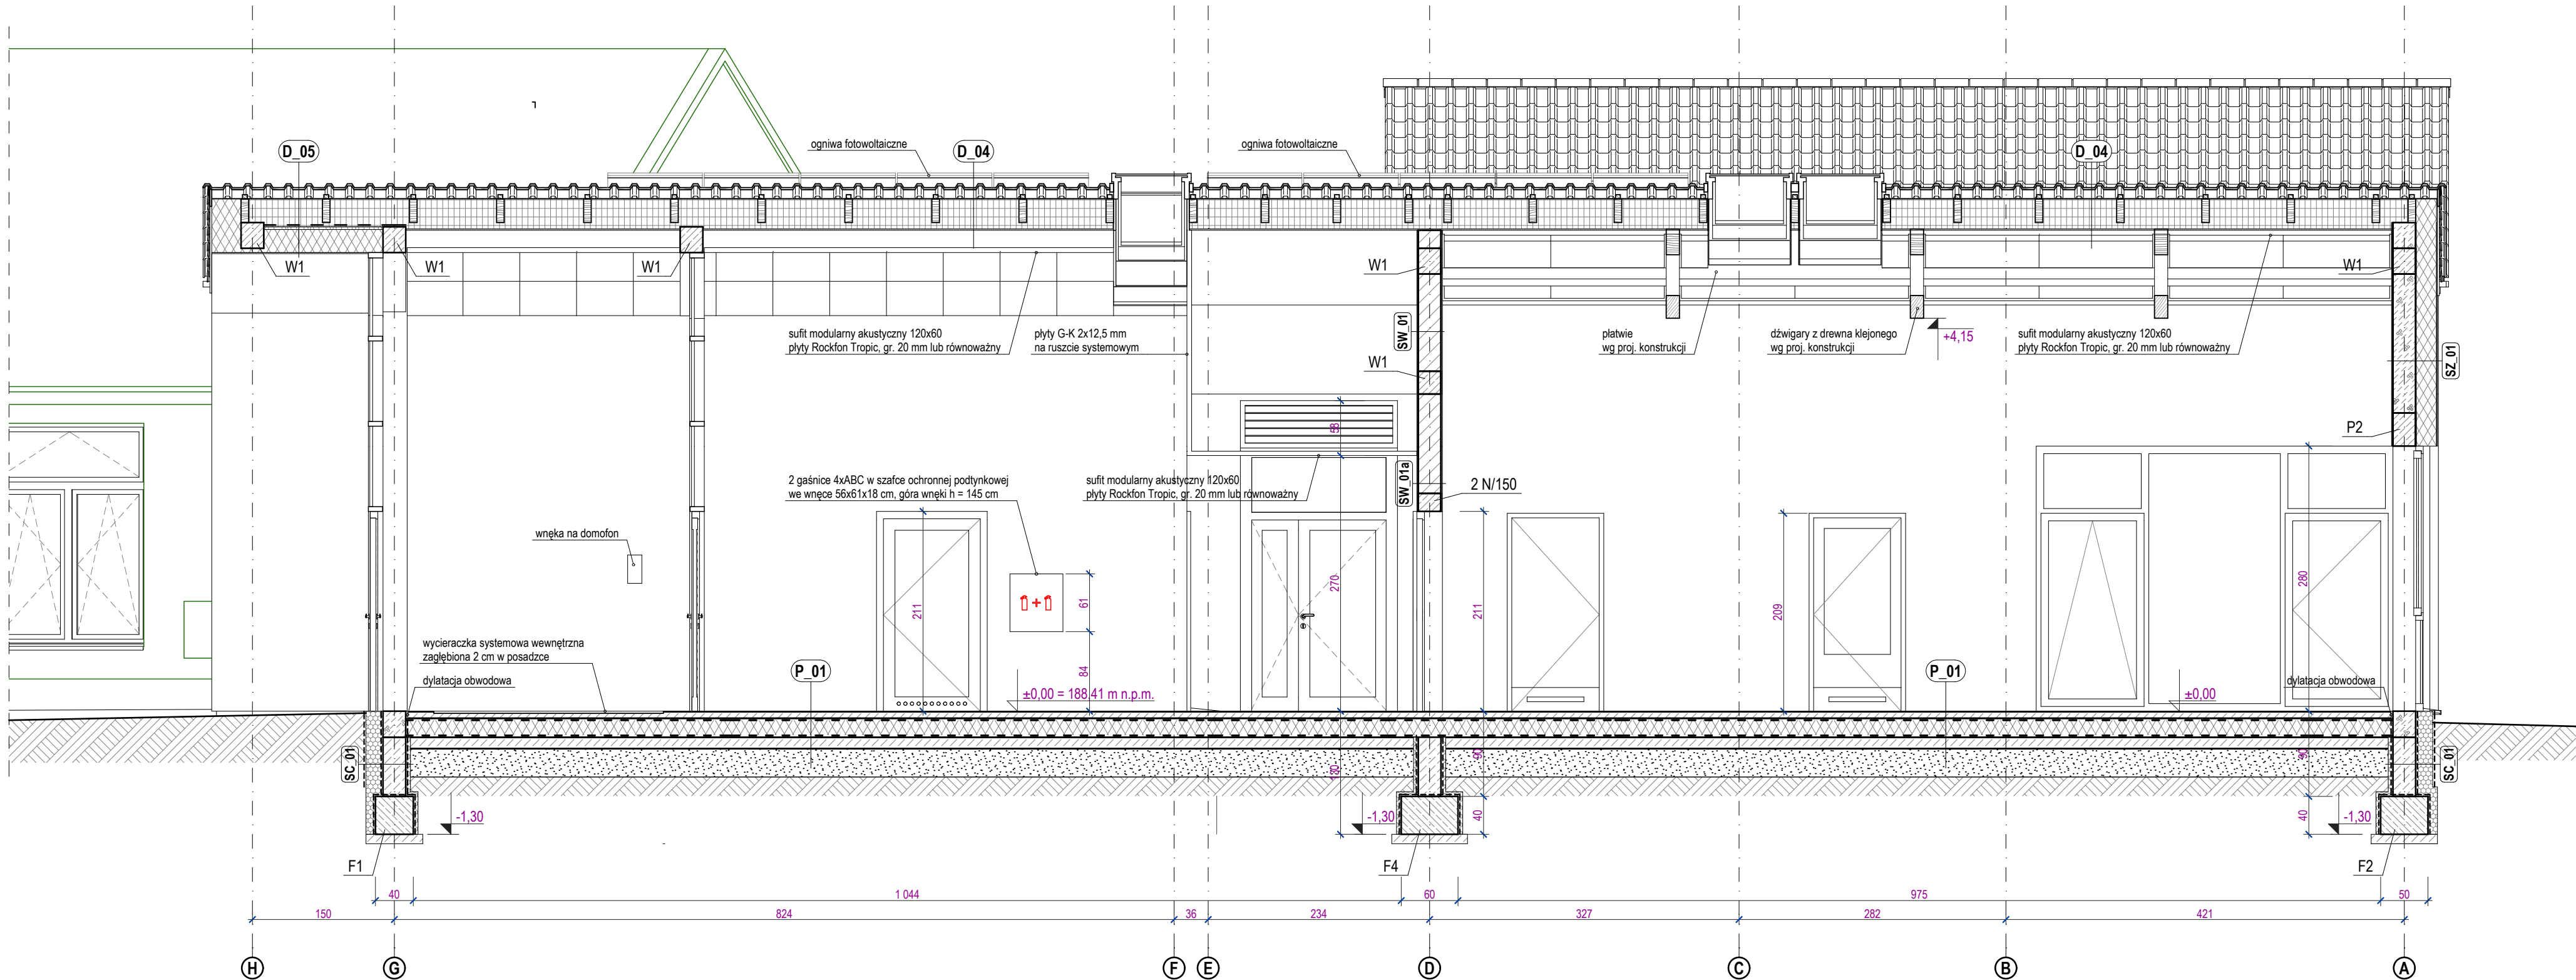 D_05
ogniwa fotowoltaiczne
D_04
ogniwa fotowoltaiczne
D_04
W1
W1
W1
W1
W1
sufit modularny akustyczny 120x60
płyty Rockfon Tropic, gr. 20 mm lub równoważny
płyty G-K 2x12,5 mm
na ruszcie systemowym
SW_01
W1
płatwie
wg proj. konstrukcji
dźwigary z drewna klejonego
wg proj. konstrukcji
+4,15
sufit modularny akustyczny 120x60
płyty Rockfon Tropic, gr. 20 mm lub równoważny
SZ_01
P2
58
2 gaśnice 4xABC w szafce ochronnej podtynkowej
we wnęce 56x61x18 cm, góra wnęki h = 145 cm
sufit modularny akustyczny 120x60
płyty Rockfon Tropic, gr. 20 mm lub równoważny
SW_01a
2 N/150
wnęka na domofon
211
61
84
270
211
209
280
wycieraczka systemowa wewnętrzna
zagłębiona 2 cm w posadzce
dylatacja obwodowa
P_01
±0,00 = 188,41 m n.p.m.
P_01
±0,00
dylatacja obwodowa
SC_01
130
90
90
SC_01
-1,30
-1,30
40
40
-1,30
F1
F4
F2
40
1 044
60
975
50
150
824
36
234
327
282
421
H
G
F
E
D
C
B
A